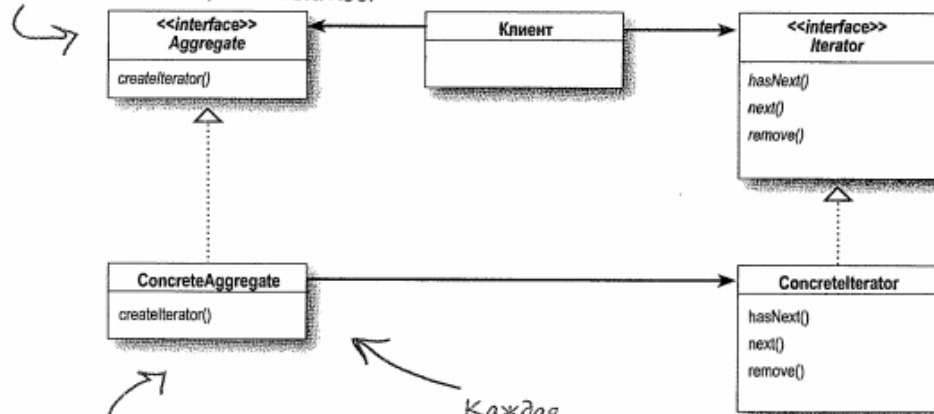 <<interface>>
Aggregate
createIterator()
Клиент
<<interface>>
Iterator
hasNext()
next()
remove()
ConcreteAggregate
createIterator()
ConcreteIterator
hasNext()
next()
remove()
Каждая